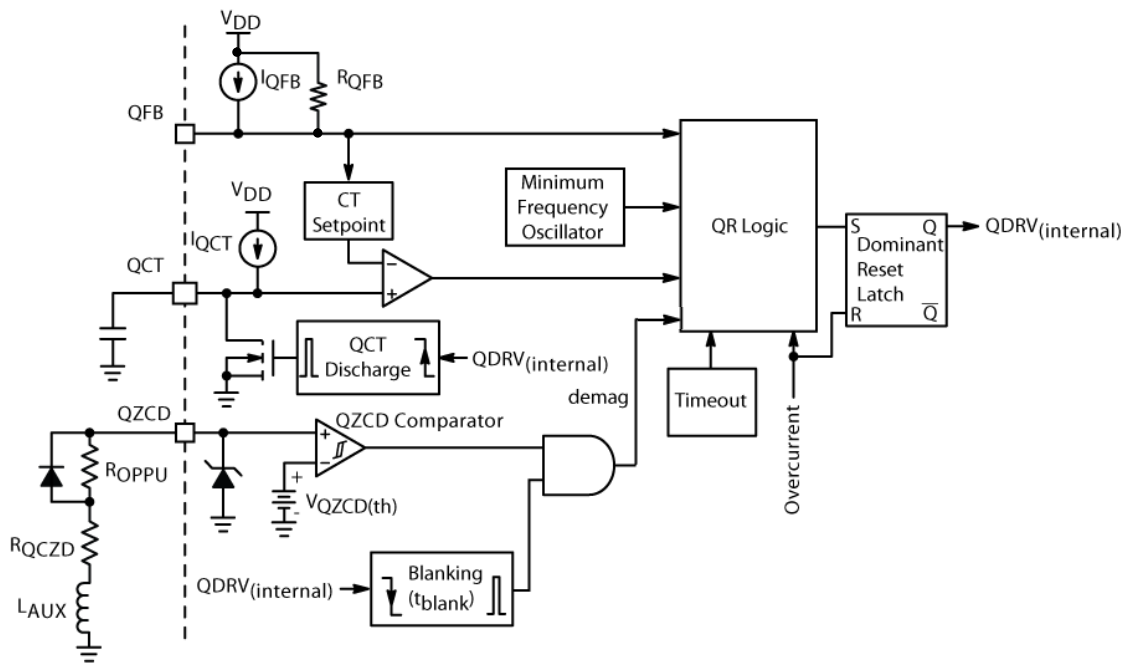 VDD
IQFB
RQFB
QFB
CT
Setpoint
VDD
IQCT
QCT
Minimum
Frequency
Oscillator
QR Logic
S
Q
Dominant
Reset
Latch
R
Q
QDRV(internal)
QCT
Discharge
QDRV(internal)
demag
Timeout
Overcurrent
QZCD
QZCD Comparator
ROPPU
VQZCD(th)
+
-
+
-
+
-
RQCZD
LAUX
QDRV(internal)
Blanking
(tblank)